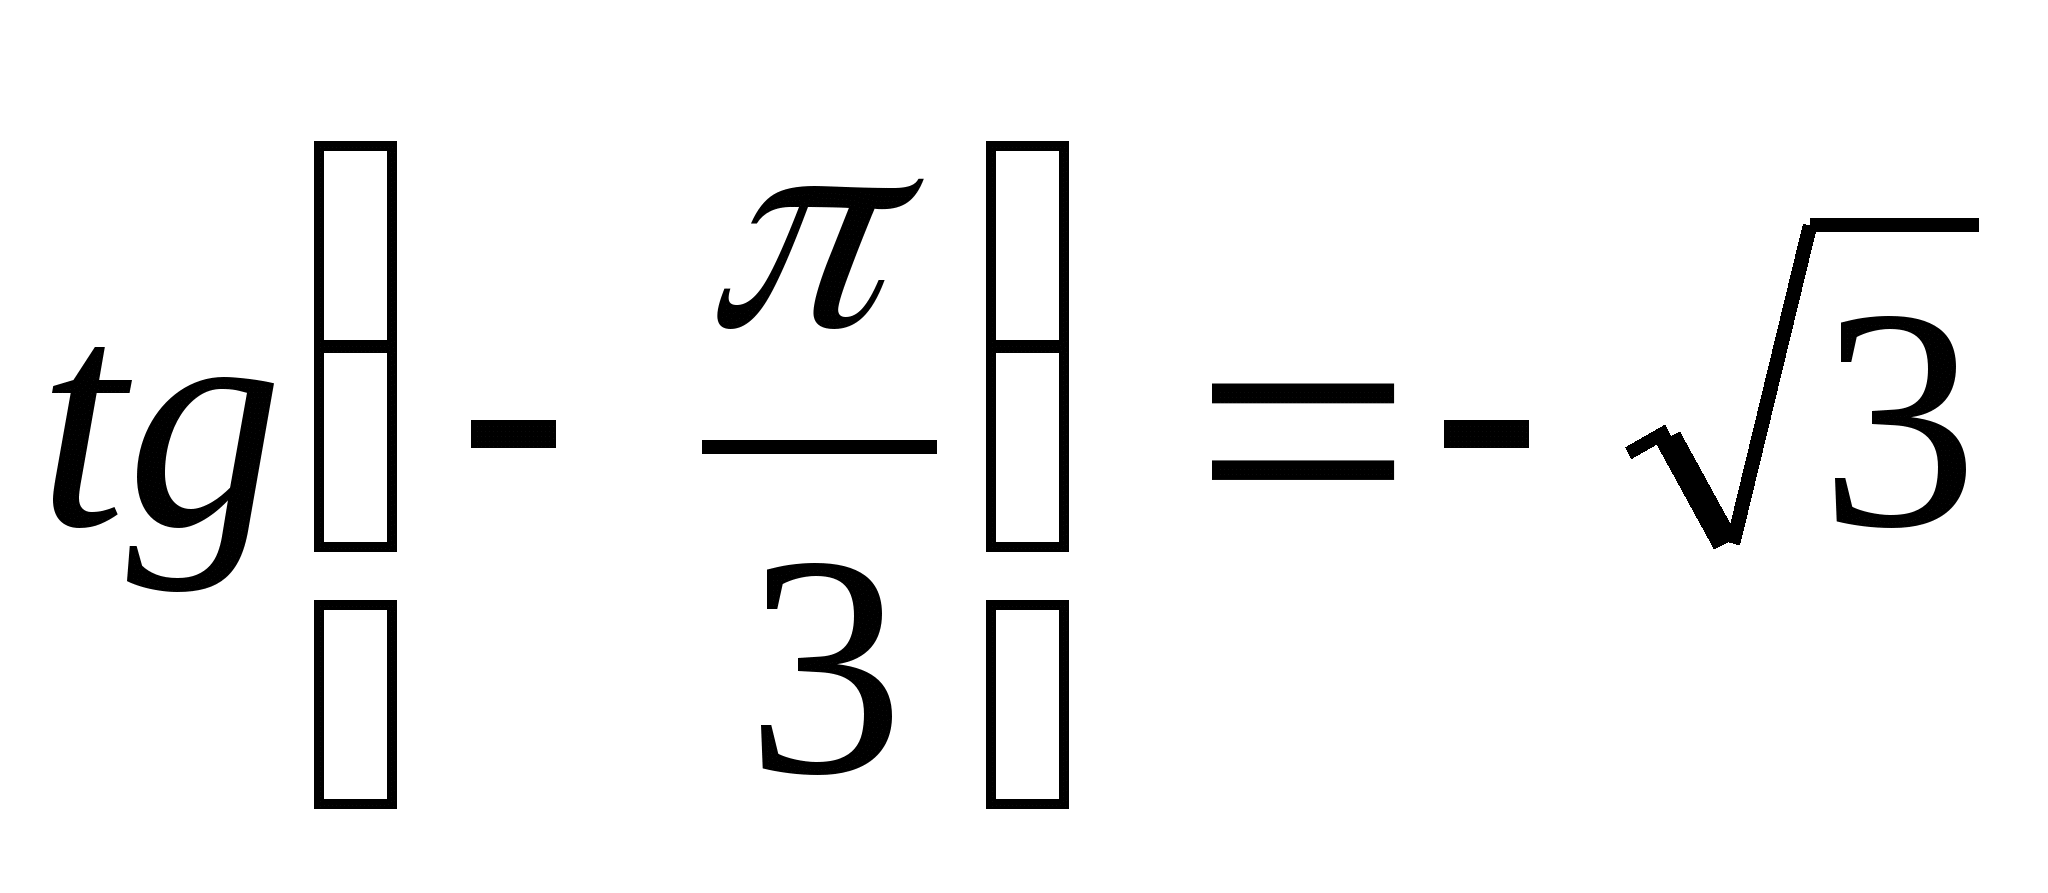 tg(-π/3) = -√3